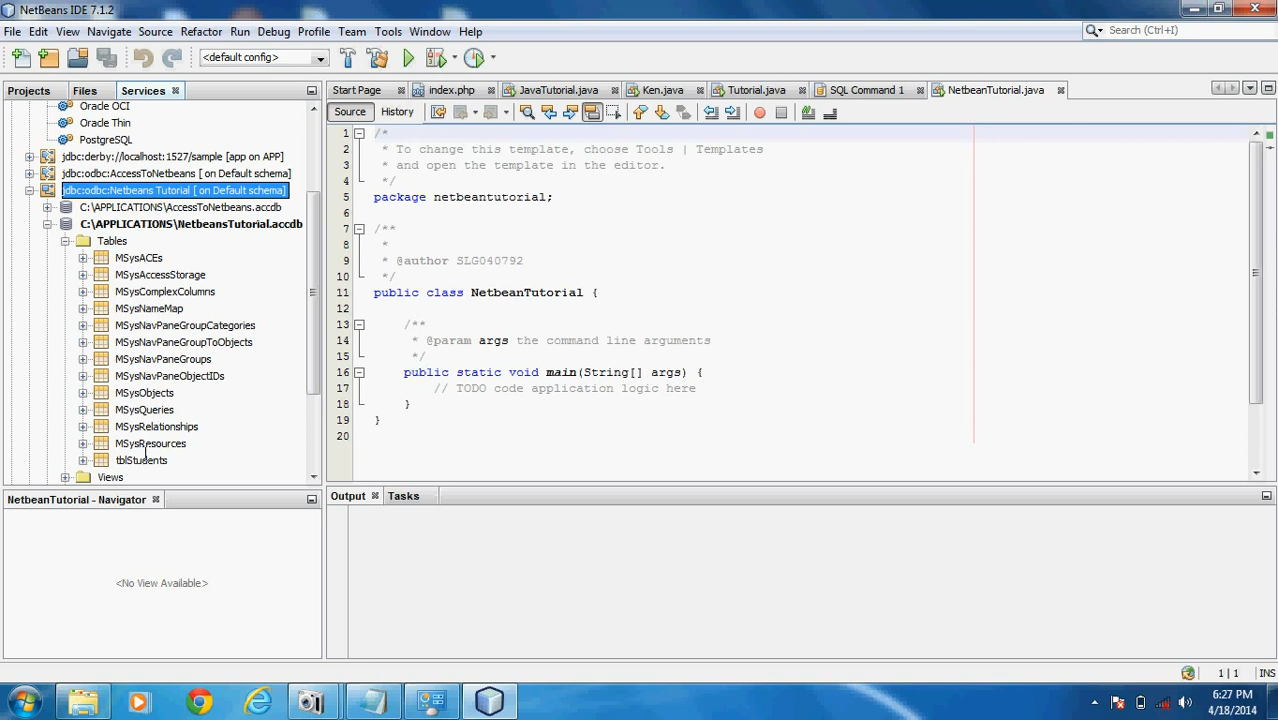 NetBeans IDE 7.1.2
File Edit View Navigate Source Refactor Run Debug Profile Team Tools Window Help
Search (Ctrl+I)
<default config>
Projects Files Services
Oracle OCI
Oracle Thin
PostgreSQL
jdbc:derby://localhost:1527/sample [app on APP]
jdbc:odbc:AccessToNetbeans [ on Default schema]
jdbc:odbc:Netbeans Tutorial [ on Default schema]
C:\APPLICATIONS\AccessToNetbeans.accdb
C:\APPLICATIONS\NetbeansTutorial.accdb
Tables
MSysACEs
MSysAccessStorage
MSysComplexColumns
MSysNameMap
MSysNavPaneGroupCategories
MSysNavPaneGroupToObjects
MSysNavPaneGroups
MSysNavPaneObjectIDs
MSysObjects
MSysQueries
MSysRelationships
MSysResources
tblStudents
Views
NetbeanTutorial - Navigator
<No View Available>
Start Page index.php JavaTutorial.java Ken.java Tutorial.java SQL Command 1 NetbeanTutorial.java
Source History
1 /*
2 * To change this template, choose Tools | Templates
3 * and open the template in the editor.
4 */
5 package netbeantutorial;
6
7 /**
8 *
9 * @author SLG040792
10 */
11 public class NetbeanTutorial {
12
13 /**
14 * @param args the command line arguments
15 */
16 public static void main(String[] args) {
17 // TODO code application logic here
18 }
19 }
20
Output Tasks
1 | 1 INS
6:27 PM
4/18/2014